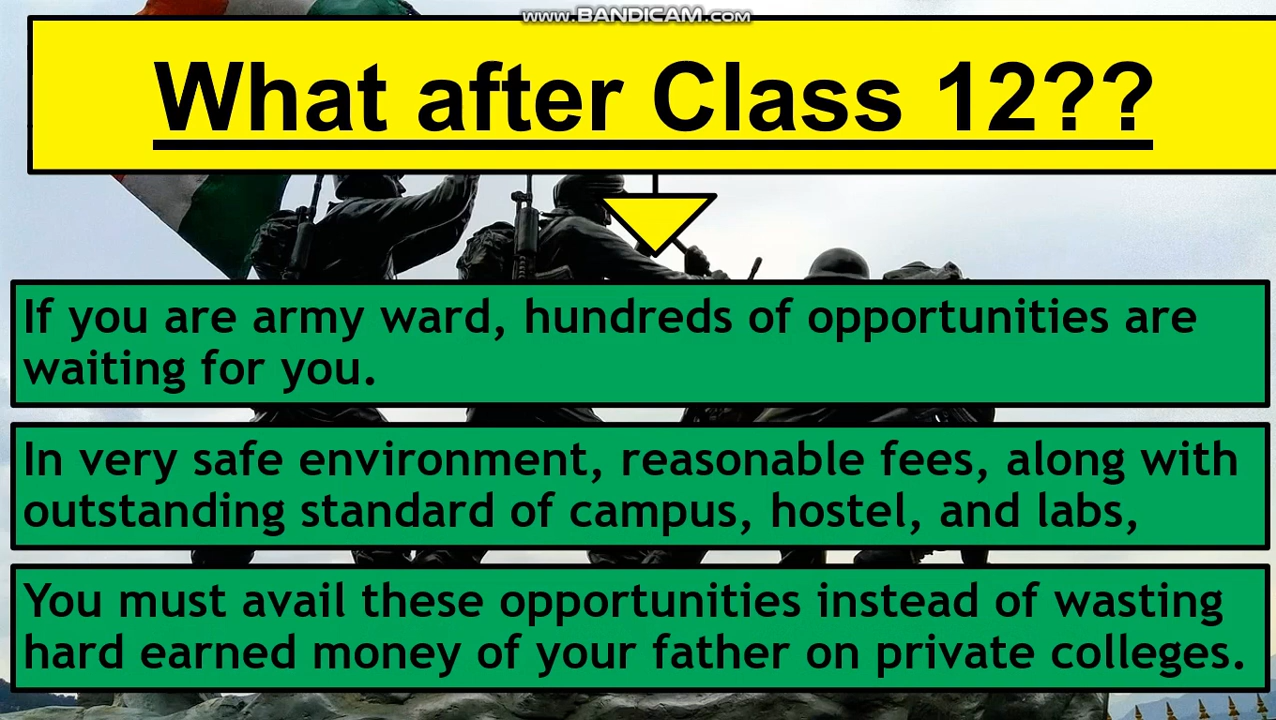 www.BANDICAM.com
What after Class 12??
If you are army ward, hundreds of opportunities are
waiting for you.
In very safe environment, reasonable fees, along with
outstanding standard of campus, hostel, and labs,
You must avail these opportunities instead of wasting
hard earned money of your father on private colleges.